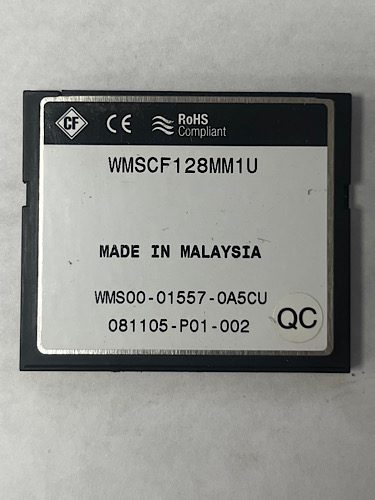 CF CE RoHS
Compliant
WMSCF128MM1U
MADE IN MALAYSIA
WMS00-01557-0A5CU
081105-P01-002
QC